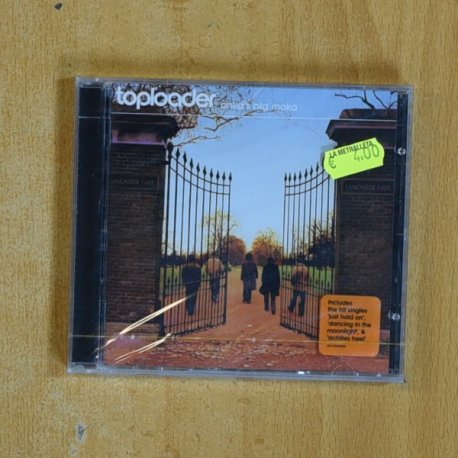 toploader onka's big moka
LA METRALLETA
€ 4,00
LANCASTER GATE
LANCASTER GATE
Includes
the hit singles
'just hold on',
'dancing in the
moonlight', &
'achilles heel'